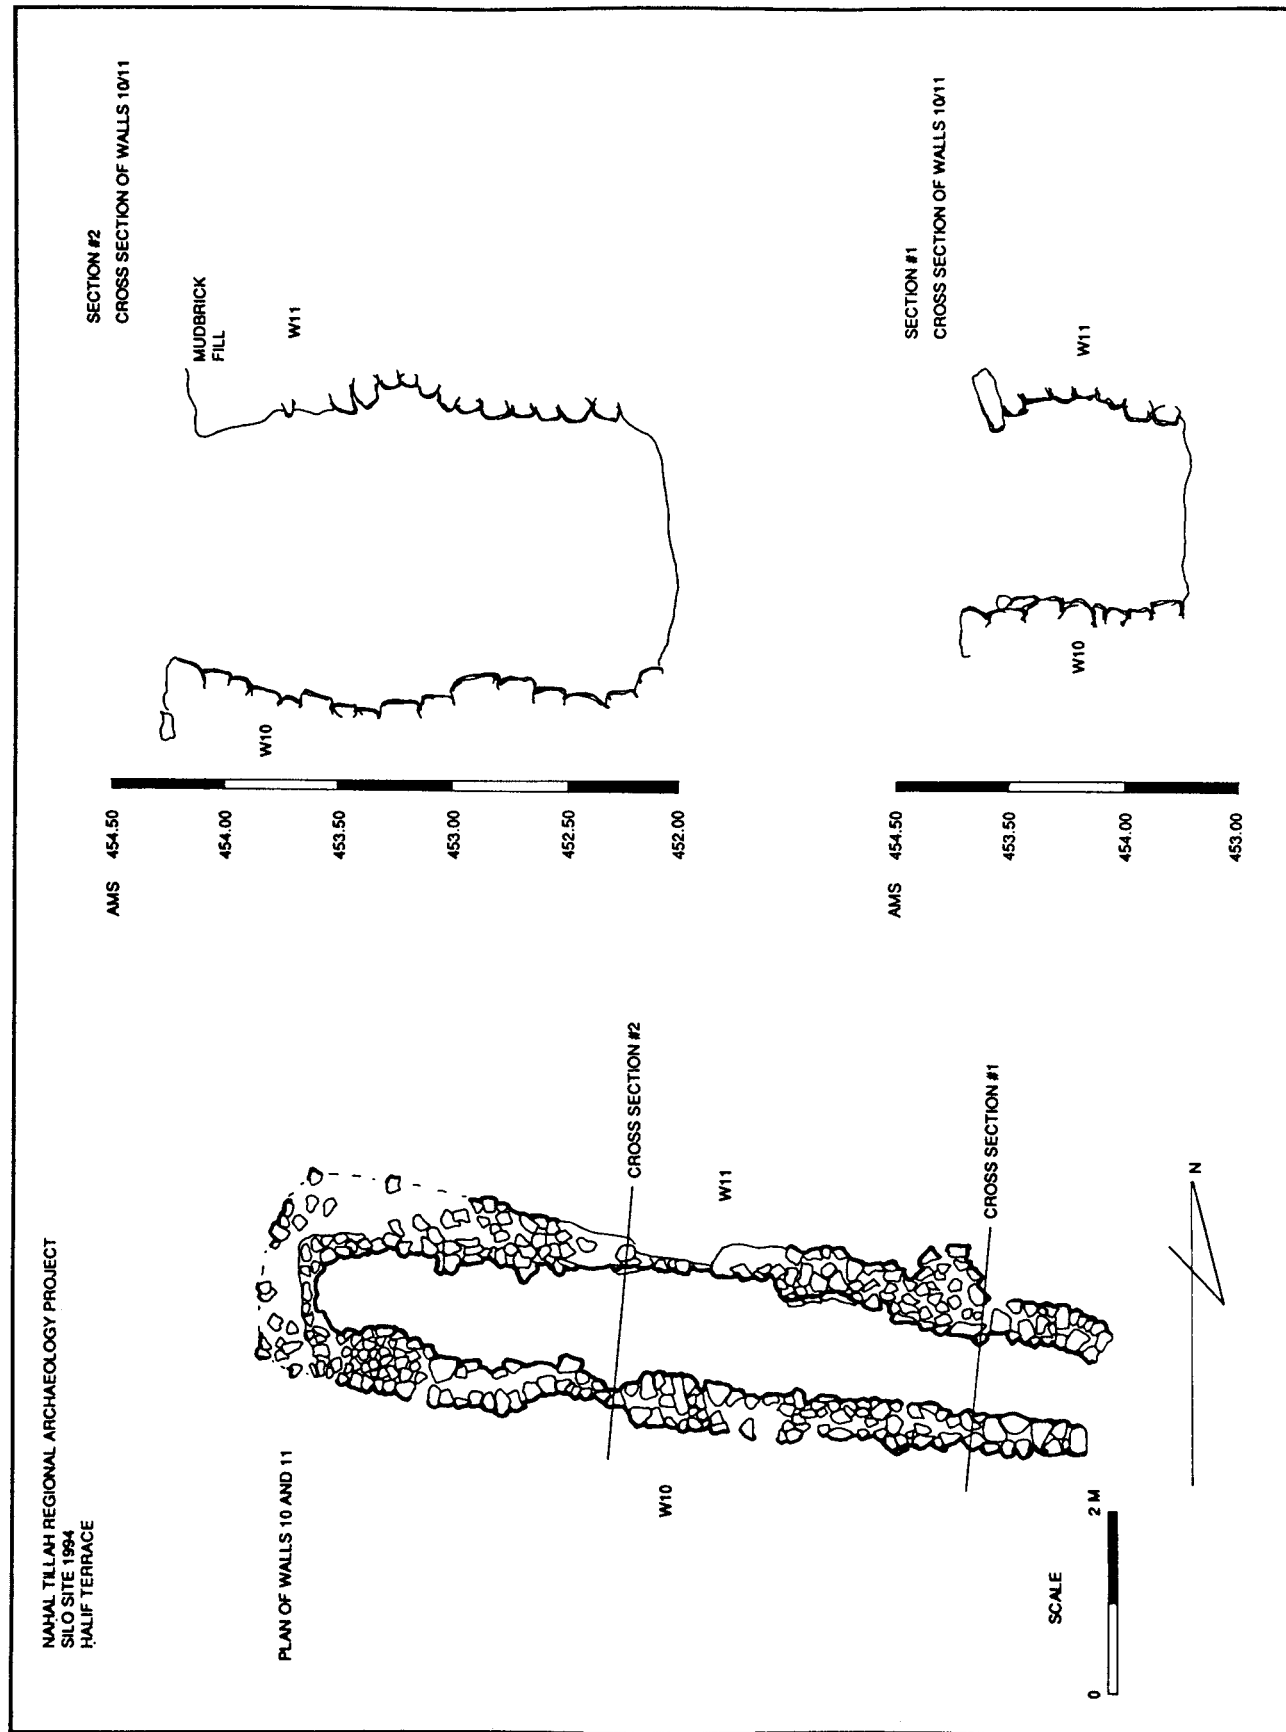 NAHAL TILLAH REGIONAL ARCHAEOLOGY PROJECT
SILO SITE 1994
ḤALIF TERRACE
PLAN OF WALLS 10 AND 11
W10
W11
CROSS SECTION #2
CROSS SECTION #1
SCALE
0
2 M
N
SECTION #2
CROSS SECTION OF WALLS 10/11
MUDBRICK
FILL
W11
W10
AMS 454.50
454.00
453.50
453.00
452.50
452.00
SECTION #1
CROSS SECTION OF WALLS 10/11
W11
W10
AMS 454.50
453.50
454.00
453.00